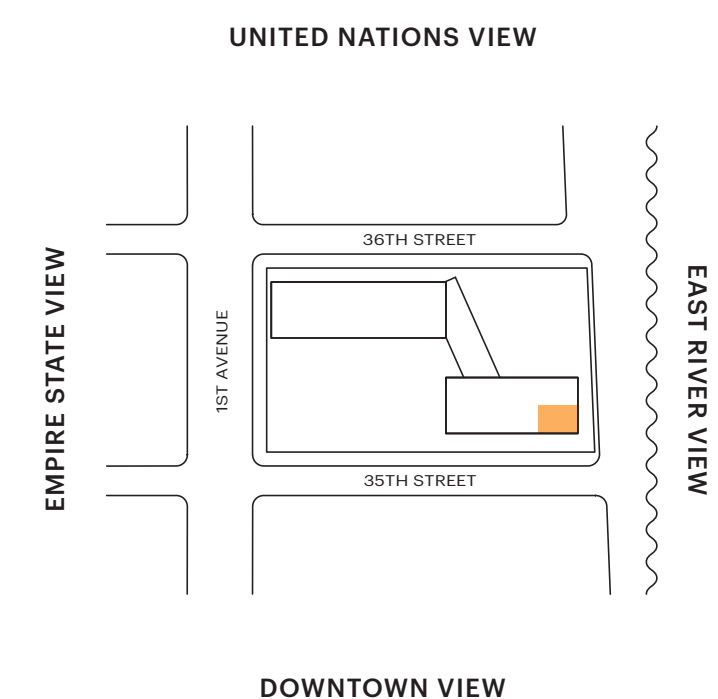 UNITED NATIONS VIEW
36TH STREET
EMPIRE STATE VIEW
1ST AVENUE
EAST RIVER VIEW
35TH STREET
DOWNTOWN VIEW